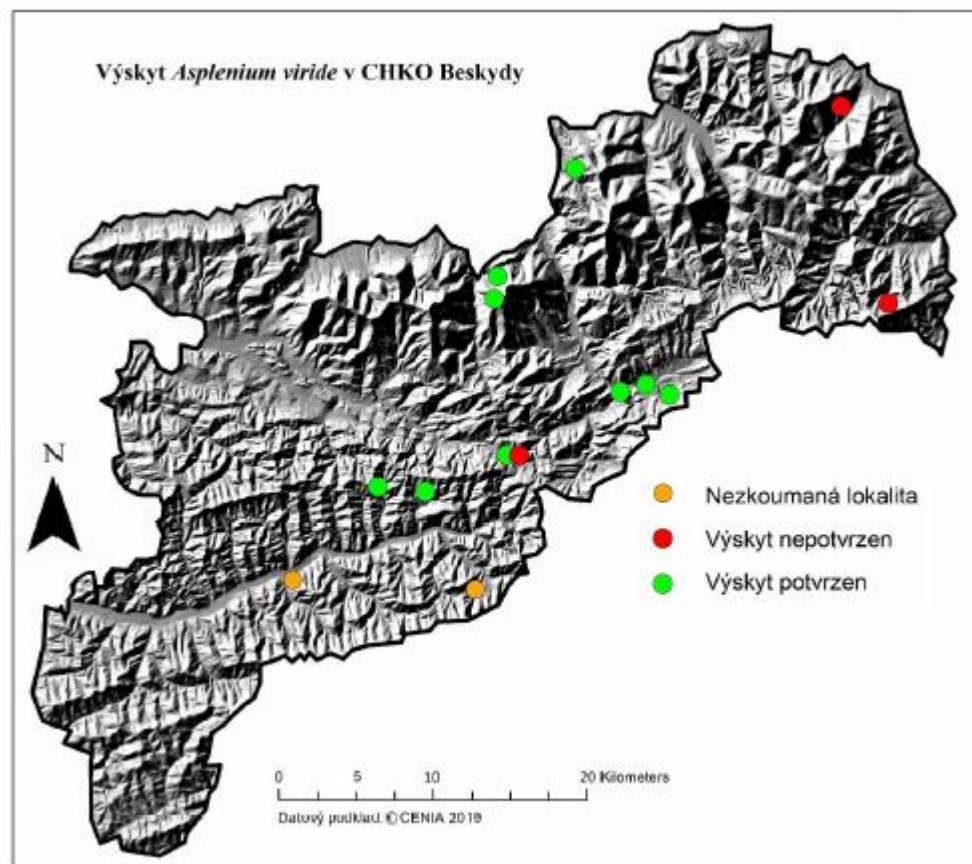 Výskyt Asplenium viride v CHKO Beskydy
N
Nezkoumaná lokalita
Výskyt nepotvrzen
Výskyt potvrzen
0 5 10 20 Kilometers
Datový podklad ©CENIA 2019